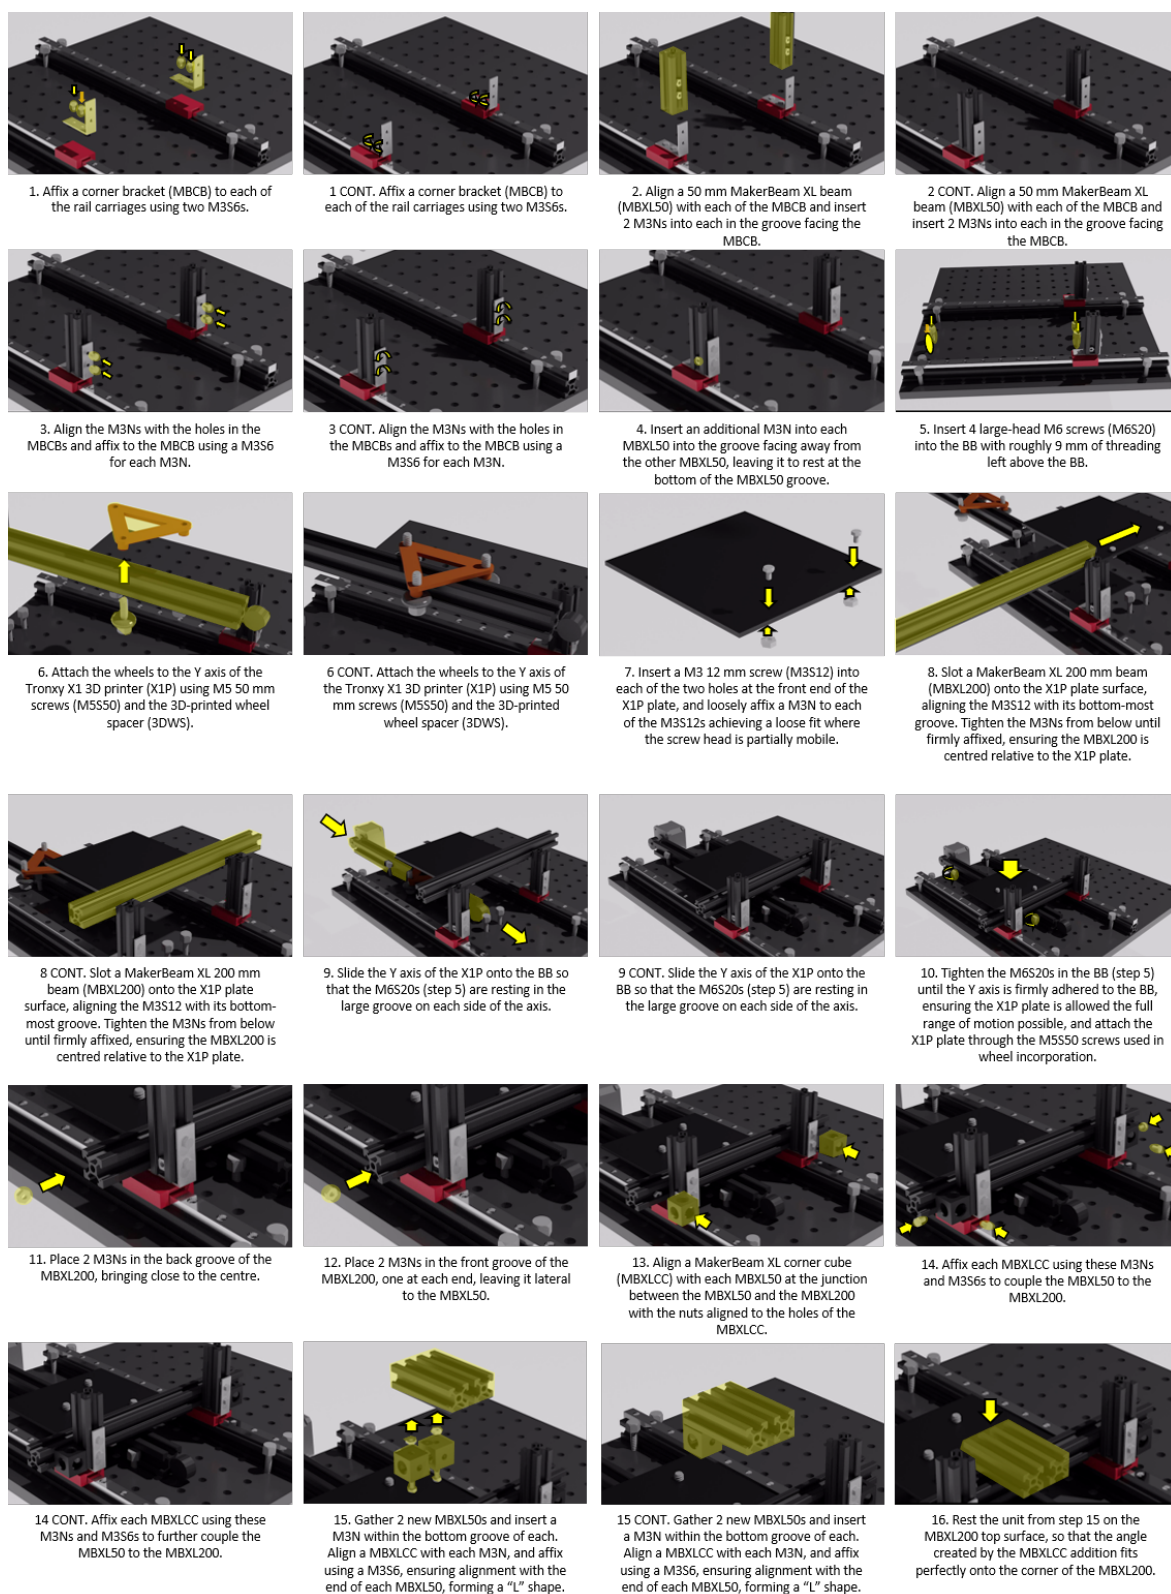 1. Affix a corner bracket (MBCB) to each of
the rail carriages using two M3S6s.
1 CONT. Affix a corner bracket (MBCB) to
each of the rail carriages using two M3S6s.
2. Align a 50 mm MakerBeam XL beam
(MBXL50) with each of the MBCB and insert
2 M3Ns into each in the groove facing the
MBCB.
2 CONT. Align a 50 mm MakerBeam XL
beam (MBXL50) with each of the MBCB and
insert 2 M3Ns into each in the groove facing
the MBCB.
3. Align the M3Ns with the holes in the
MBCBs and affix to the MBCB using a M3S6
for each M3N.
3 CONT. Align the M3Ns with the holes in
the MBCBs and affix to the MBCB using a
M3S6 for each M3N.
4. Insert an additional M3N into each
MBXL50 into the groove facing away from
the other MBXL50, leaving it to rest at the
bottom of the MBXL50 groove.
5. Insert 4 large-head M6 screws (M6S20)
into the BB with roughly 9 mm of threading
left above the BB.
6. Attach the wheels to the Y axis of the
Tronxy X1 3D printer (X1P) using M5 50 mm
screws (M5S50) and the 3D-printed wheel
spacer (3DWS).
6 CONT. Attach the wheels to the Y axis of
the Tronxy X1 3D printer (X1P) using M5 50
mm screws (M5S50) and the 3D-printed
wheel spacer (3DWS).
7. Insert a M3 12 mm screw (M3S12) into
each of the two holes at the front end of the
X1P plate, and loosely affix a M3N to each
of the M3S12s achieving a loose fit where
the screw head is partially mobile.
8. Slot a MakerBeam XL 200 mm beam
(MBXL200) onto the X1P plate surface,
aligning the M3S12 with its bottom-most
groove. Tighten the M3Ns from below until
firmly affixed, ensuring the MBXL200 is
centred relative to the X1P plate.
8 CONT. Slot a MakerBeam XL 200 mm
beam (MBXL200) onto the X1P plate
surface, aligning the M3S12 with its bottom-
most groove. Tighten the M3Ns from below
until firmly affixed, ensuring the MBXL200 is
centred relative to the X1P plate.
9. Slide the Y axis of the X1P onto the BB so
that the M6S20s (step 5) are resting in the
large groove on each side of the axis.
9 CONT. Slide the Y axis of the X1P onto the
BB so that the M6S20s (step 5) are resting in
the large groove on each side of the axis.
10. Tighten the M6S20s in the BB (step 5)
until the Y axis is firmly adhered to the BB,
ensuring the X1P plate is allowed the full
range of motion possible, and attach the
X1P plate through the M5S50 screws used in
wheel incorporation.
11. Place 2 M3Ns in the back groove of the
MBXL200, bringing close to the centre.
12. Place 2 M3Ns in the front groove of the
MBXL200, one at each end, leaving it lateral
to the MBXL50.
13. Align a MakerBeam XL corner cube
(MBXLCC) with each MBXL50 at the junction
between the MBXL50 and the MBXL200
with the nuts aligned to the holes of the
MBXLCC.
14. Affix each MBXLCC using these M3Ns
and M3S6s to couple the MBXL50 to the
MBXL200.
14 CONT. Affix each MBXLCC using these
M3Ns and M3S6s to further couple the
MBXL50 to the MBXL200.
15. Gather 2 new MBXL50s and insert a
M3N within the bottom groove of each.
Align a MBXLCC with each M3N, and affix
using a M3S6, ensuring alignment with the
end of each MBXL50, forming a “L” shape.
15 CONT. Gather 2 new MBXL50s and insert
a M3N within the bottom groove of each.
Align a MBXLCC with each M3N, and affix
using a M3S6, ensuring alignment with the
end of each MBXL50, forming a “L” shape.
16. Rest the unit from step 15 on the
MBXL200 top surface, so that the angle
created by the MBXLCC addition fits
perfectly onto the corner of the MBXL200.